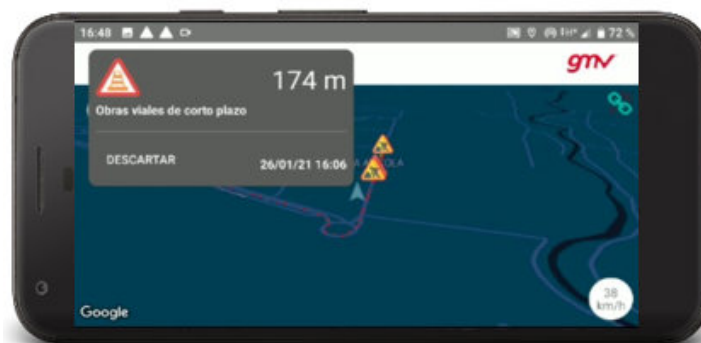 16:48
72 %
gmv
174 m
Obras viales de corto plazo
DESCARTAR
26/01/21 16:06
38
km/h
Google